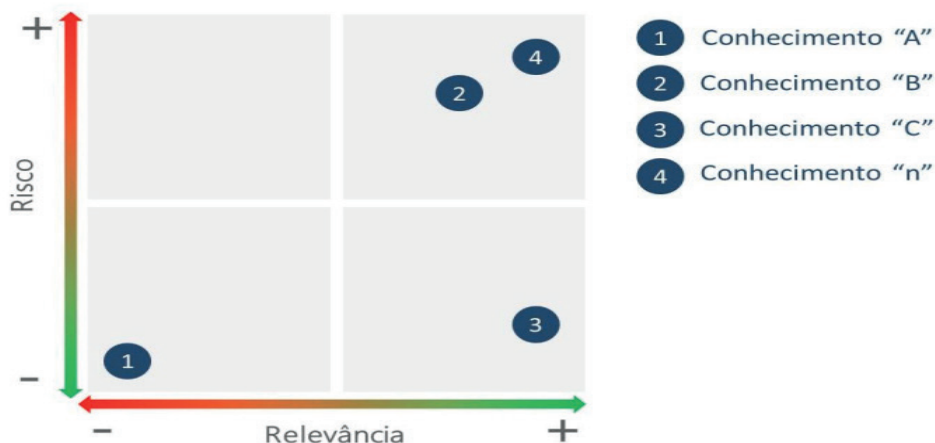 +
Risco
-
4
2
3
1
-
Relevância
+
1 Conhecimento “A”
2 Conhecimento “B”
3 Conhecimento “C”
4 Conhecimento “n”